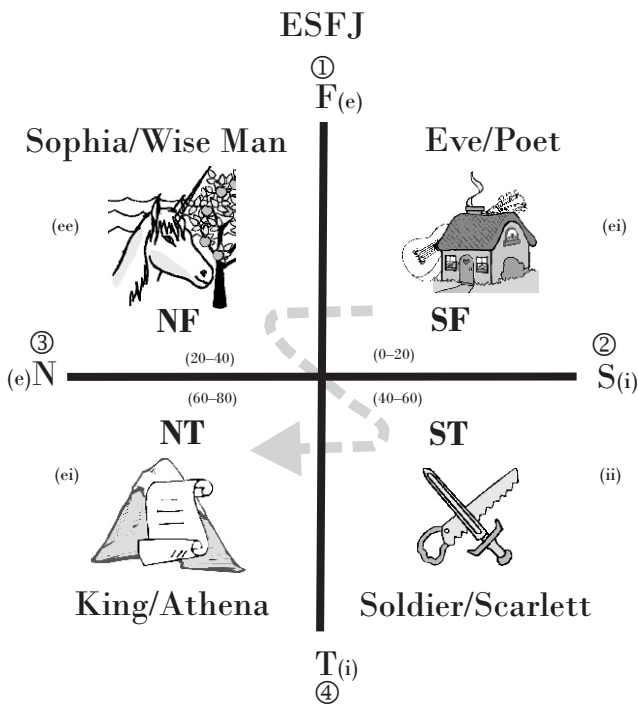 ESFJ
①
F(e)
Sophia/Wise Man
Eve/Poet
(ee)
(ei)
NF
SF
③
②
(20–40)
(0–20)
(e)N
S(i)
(60–80)
(40–60)
NT
ST
(ei)
(ii)
King/Athena
Soldier/Scarlett
T(i)
④